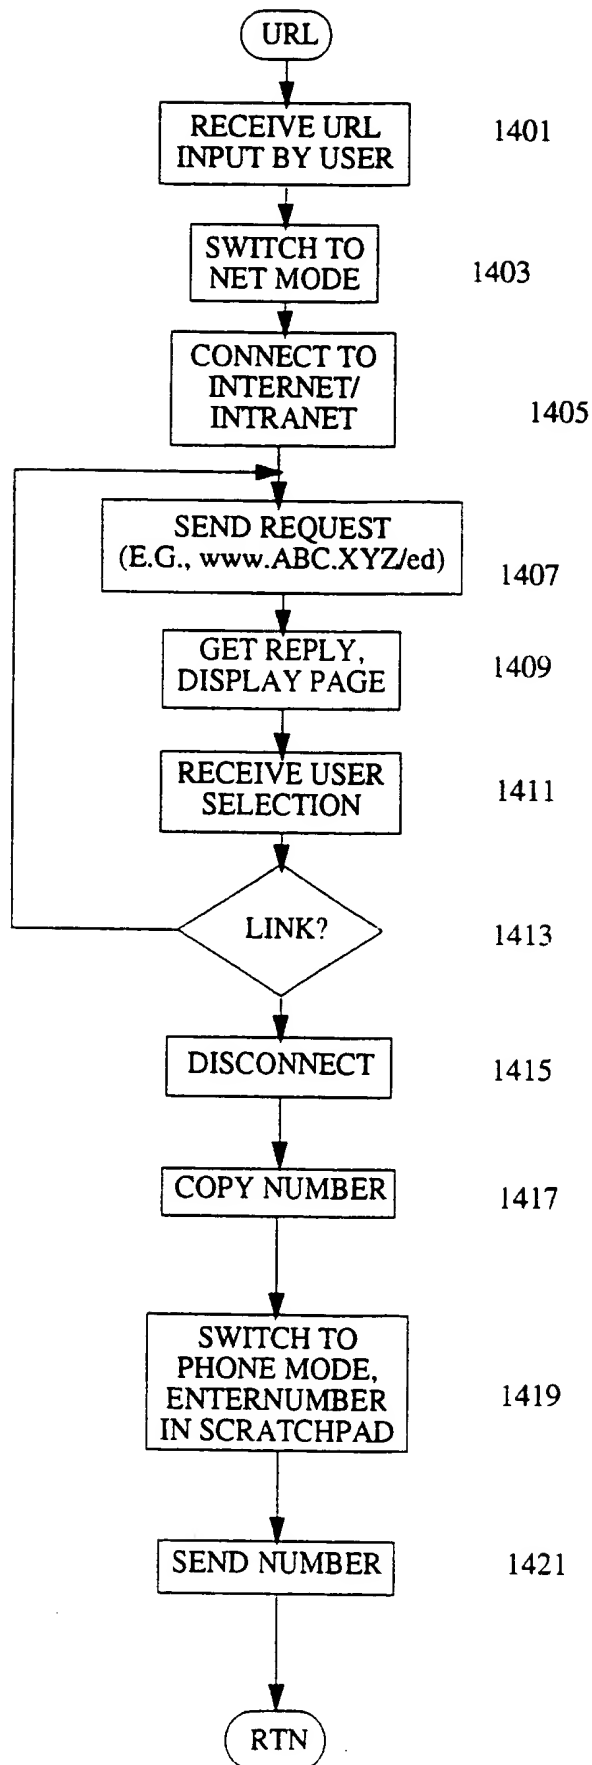 URL
RECEIVE URL
INPUT BY USER
1401
SWITCH TO
NET MODE
1403
CONNECT TO
INTERNET/
INTRANET
1405
SEND REQUEST
(E.G., www.ABC.XYZ/ed)
1407
GET REPLY,
DISPLAY PAGE
1409
RECEIVE USER
SELECTION
1411
LINK?
1413
DISCONNECT
1415
COPY NUMBER
1417
SWITCH TO
PHONE MODE,
ENTERNUMBER
IN SCRATCHPAD
1419
SEND NUMBER
1421
RTN